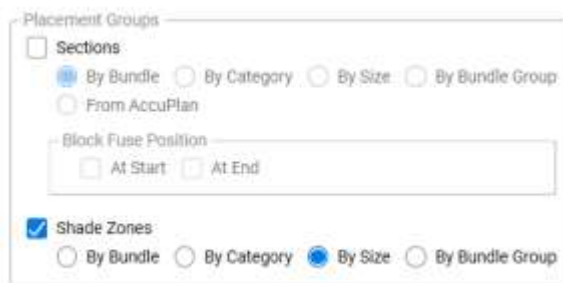 Placement Groups
Sections
By Bundle By Category By Size By Bundle Group
From AccuPlan
Block Fuse Position
At Start At End
Shade Zones
By Bundle By Category By Size By Bundle Group